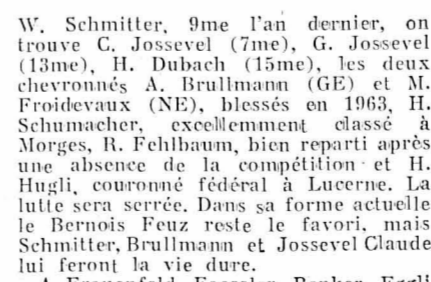 W. Schmitter, 9me l'an dernier, on
trouve C. Jossevel (7me), G. Jossevel
(13me), H. Dubach (15me), les deux
chevronnés A. Brullmann (GE) et M.
Froidevaux (NE), blessés en 1963, H.
Schumacher, excellemment classé à
Morges, R. Fehlbaum, bien reparti après
une absence de la compétition et H.
Hugli, couronné fédéral à Lucerne. La
lutte sera serrée. Dans sa forme actuelle
le Bernois Feuz reste le favori, mais
Schmitter, Brullmann et Jossevel Claude
lui feront la vie dure.